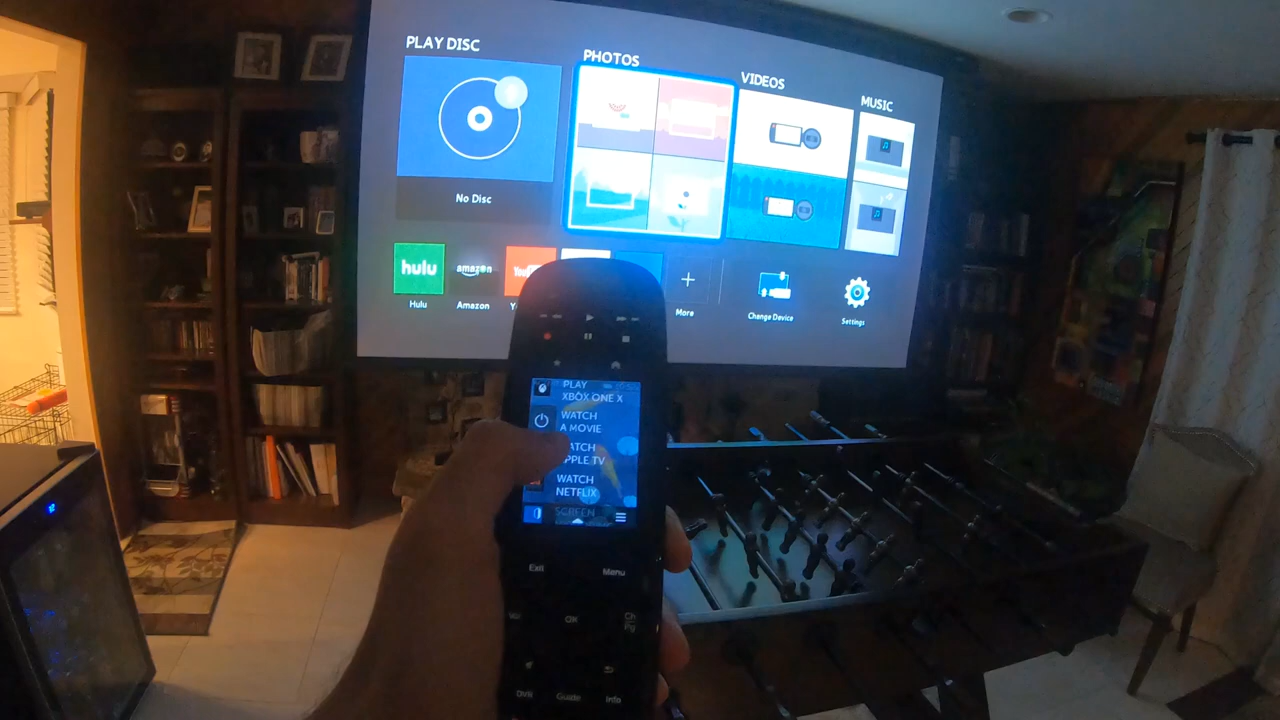 PLAY DISC
PHOTOS
VIDEOS
MUSIC
No Disc
hulu
amazon
Hulu
Amazon
More
Change Device
Settings
PLAY
XBOX ONE X
WATCH
A MOVIE
WATCH
NETFLIX
SCREEN
Exit
Menu
OK
DVR
Guide
Info